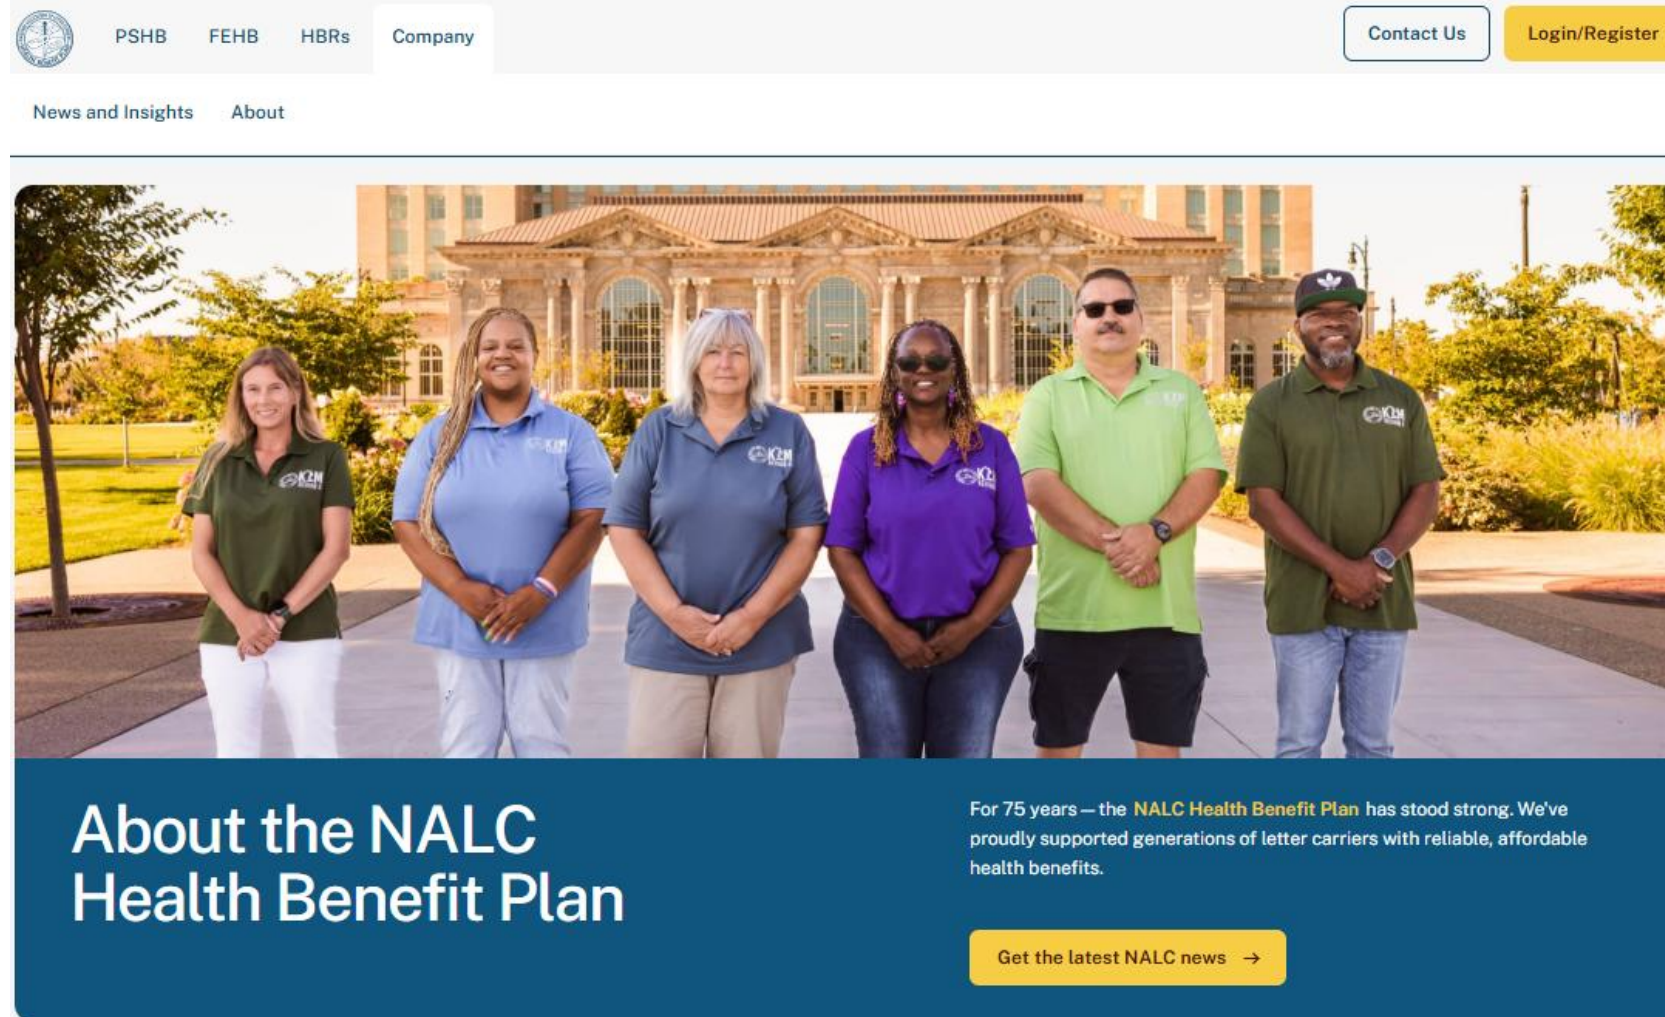 PSHB FEHB HBRs Company Contact Us Login/Register
News and Insights About
About the NALC
Health Benefit Plan
For 75 years—the NALC Health Benefit Plan has stood strong. We've
proudly supported generations of letter carriers with reliable, affordable
health benefits.
Get the latest NALC news →